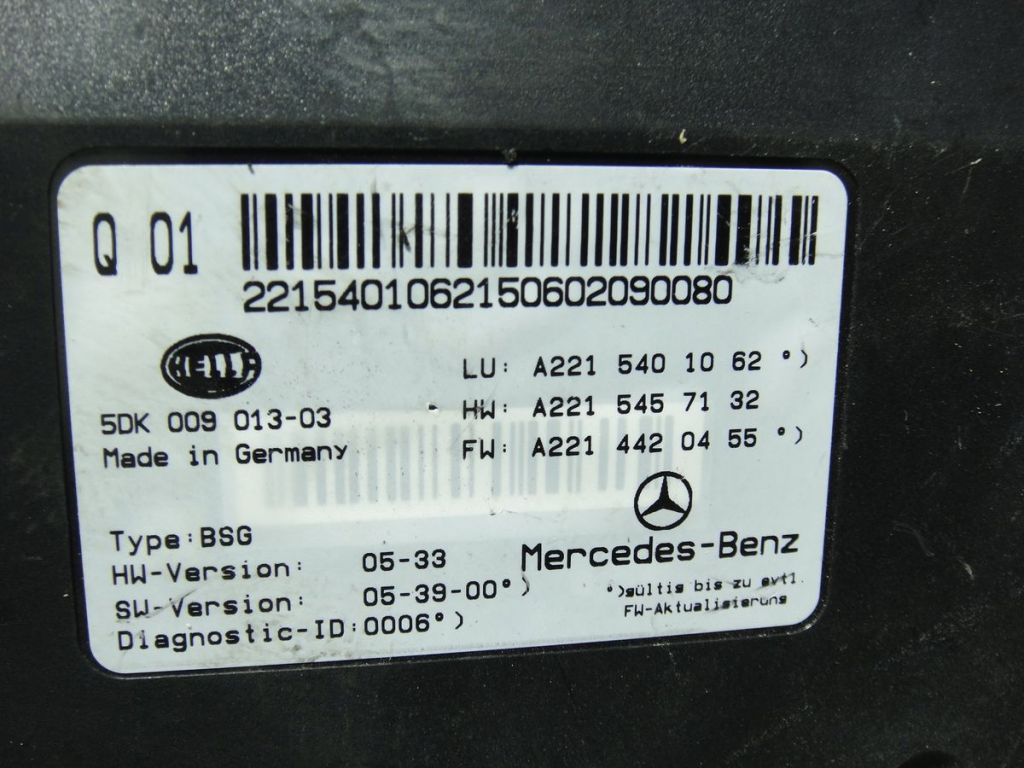 Q 01
2215401062150602090080
HELLA
LU: A221 540 10 62 °)
5DK 009 013-03
HW: A221 545 71 32
Made in Germany
FW: A221 442 04 55 °)
Type:BSG
Mercedes-Benz
HW-Version: 05-33
SW-Version: 05-39-00°)
°)gültig bis zu evtl.
FW-Aktualisierung
Diagnostic-ID:0006°)